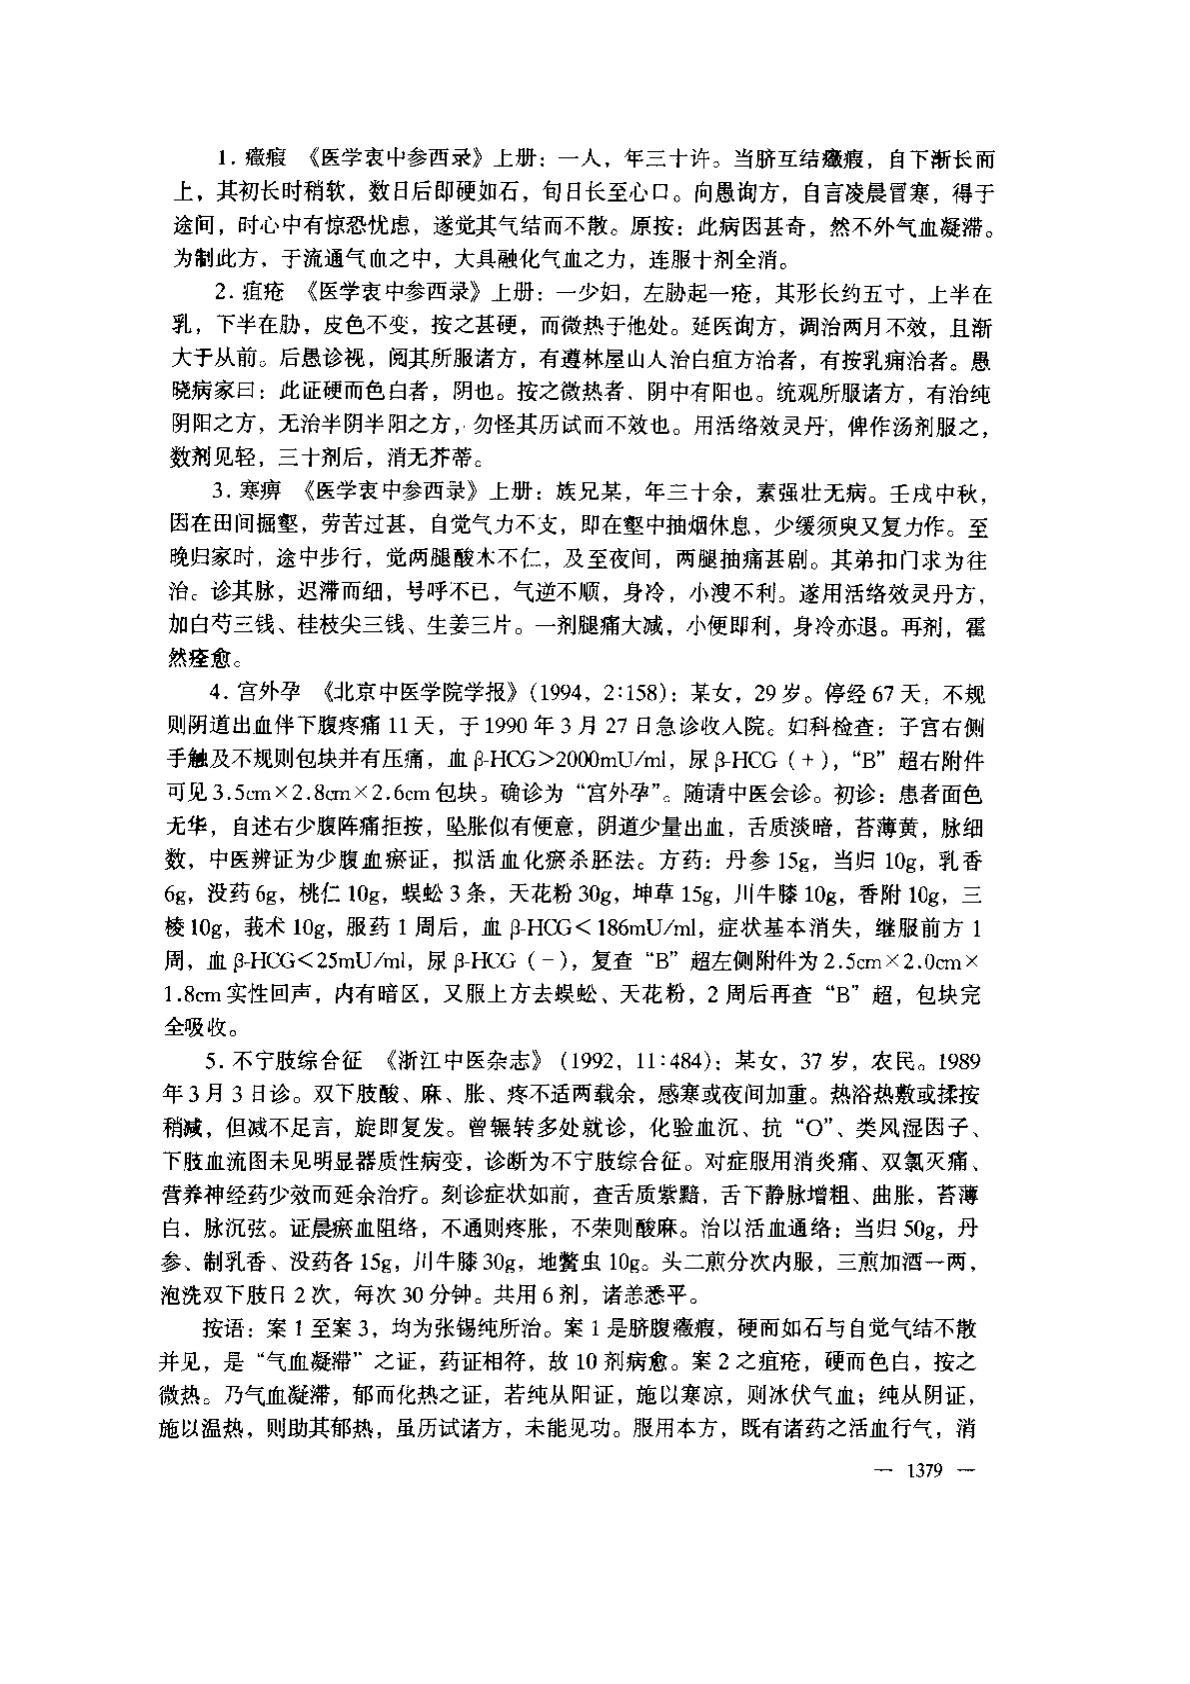 1. 癥瘕 《医学衷中参西录》上册：一人，年三十许。当脐互结癥瘕，自下渐长而
上，其初长时稍软，数日后即硬如石，旬日长至心口。向愚询方，自言凌晨冒寒，得于
途间，时心中有惊恐忧虑，遂觉其气结而不散。原按：此病因甚奇，然不外气血凝滞。
为制此方，于流通气血之中，大具融化气血之力，连服十剂全消。
2. 疽疮 《医学衷中参西录》上册：一少妇，左胁起一疮，其形长约五寸，上半在
乳，下半在肋，皮色不变，按之甚硬，而微热于他处。延医询方，调治两月不效，且渐
大于从前。后愚诊视，阅其所服诸方，有遵林屋山人治白疽方治者，有按乳痈治者。愚
晓病家曰：此证硬而色白者，阴也。按之微热者，阴中有阳也。统观所服诸方，有治纯
阴阳之方，无治半阴半阳之方，勿怪其历试而不效也。用活络效灵丹，俾作汤剂服之，
数剂见轻，三十剂后，消无芥蒂。
3. 寒痹 《医学衷中参西录》上册：族兄某，年三十余，素强壮无病。壬戌中秋，
因在田间掘壑，劳苦过甚，自觉气力不支，即在壑中抽烟休息，少缓须臾又复力作。至
晚归家时，途中步行，觉两腿酸木不仁，及至夜间，两腿抽痛甚剧。其弟扣门求为往
治。诊其脉，迟滞而细，号呼不已，气逆不顺，身冷，小溲不利。遂用活络效灵丹方，
加白芍三钱、桂枝尖三钱、生姜三片。一剂腿痛大减，小便即利，身冷亦退。再剂，霍
然痊愈。
4. 宫外孕 《北京中医学院学报》(1994，2:158)：某女，29岁。停经67天，不规
则阴道出血伴下腹疼痛11天，于1990年3月27日急诊收入院。妇科检查：子宫右侧
手触及不规则包块并有压痛，血β-HCG>2000mU/ml，尿β-HCG（+），“B”超右附件
可见3.5cm×2.8cm×2.6cm包块。确诊为“宫外孕”。随请中医会诊。初诊：患者面色
无华，自述右少腹阵痛拒按，坠胀似有便意，阴道少量出血，舌质淡暗，苔薄黄，脉细
数，中医辨证为少腹血瘀证，拟活血化瘀杀胚法。方药：丹参15g，当归10g，乳香
6g，没药6g，桃仁10g，蜈蚣3条，天花粉30g，坤草15g，川牛膝10g，香附10g，三
棱10g，莪术10g，服药1周后，血β-HCG<186mU/ml，症状基本消失，继服前方1
周，血β-HCG<25mU/ml，尿β-HCG（-），复查“B”超左侧附件为2.5cm×2.0cm×
1.8cm实性回声，内有暗区，又服上方去蜈蚣、天花粉，2周后再查“B”超，包块完
全吸收。
5. 不宁肢综合征 《浙江中医杂志》(1992，11:484)：某女，37岁，农民。1989
年3月3日诊。双下肢酸、麻、胀、疼不适两载余，感寒或夜间加重。热浴热敷或揉按
稍减，但减不足言，旋即复发。曾辗转多处就诊，化验血沉、抗“O”、类风湿因子、
下肢血流图未见明显器质性病变，诊断为不宁肢综合征。对症服用消炎痛、双氯灭痛、
营养神经药少效而延余治疗。刻诊症状如前，查舌质紫黯，舌下静脉增粗、曲胀，苔薄
白，脉沉弦。证晨瘀血阻络，不通则疼胀，不荣则酸麻。治以活血通络：当归50g，丹
参、制乳香、没药各15g，川牛膝30g，地鳖虫10g。头二煎分次内服，三煎加酒一两，
泡洗双下肢日2次，每次30分钟。共用6剂，诸恙悉平。
按语：案1至案3，均为张锡纯所治。案1是脐腹癥瘕，硬而如石与自觉气结不散
并见，是“气血凝滞”之证，药证相符，故10剂病愈。案2之疽疮，硬而色白，按之
微热。乃气血凝滞，郁而化热之证，若纯从阳证，施以寒凉，则冰伏气血；纯从阴证，
施以温热，则助其郁热，虽历试诸方，未能见功。服用本方，既有诸药之活血行气，消
— 1379 —